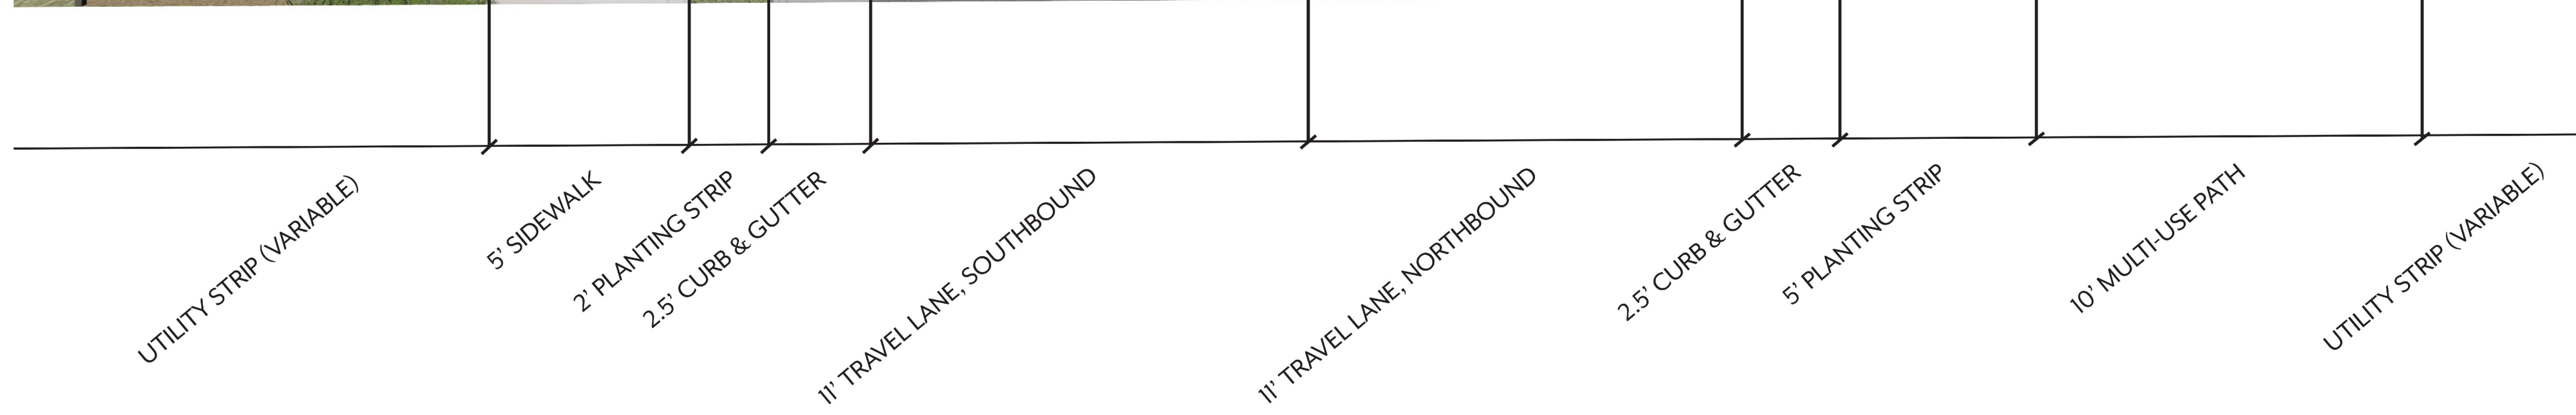 UTILITY STRIP (VARIABLE)
5’ SIDEWALK
2’ PLANTING STRIP
2.5’ CURB & GUTTER
11’ TRAVEL LANE, SOUTHBOUND
11’ TRAVEL LANE, NORTHBOUND
2.5’ CURB & GUTTER
5’ PLANTING STRIP
10’ MULTI-USE PATH
UTILITY STRIP (VARIABLE)